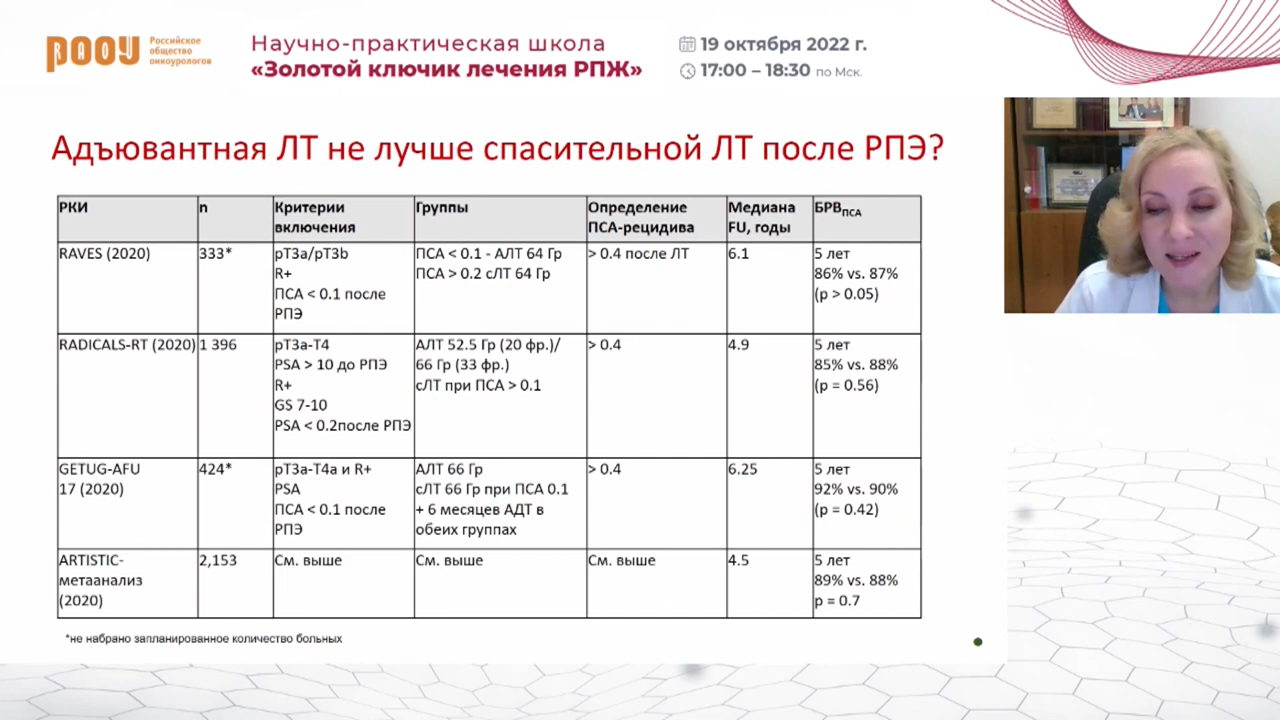 РАОУ
Российское
общество
онкоурологов
Научно-практическая школа
«Золотой ключик лечения РПЖ»
19 октября 2022 г.
17:00 – 18:30 по Мск.
Адъювантная ЛТ не лучше спасительной ЛТ после РПЭ?
РКИ
n
Критерии
включения
Группы
Определение
ПСА-рецидива
Медиана
FU, годы
БРВПСА
RAVES (2020)
333*
pT3a/pT3b
R+
ПСА < 0.1 после
РПЭ
ПСА < 0.1 - АЛТ 64 Гр
ПСА > 0.2 сЛТ 64 Гр
> 0.4 после ЛТ
6.1
5 лет
86% vs. 87%
(p > 0.05)
RADICALS-RT (2020)
1 396
pT3a-T4
PSA > 10 до РПЭ
R+
GS 7-10
PSA < 0.2после РПЭ
АЛТ 52.5 Гр (20 фр.)/
66 Гр (33 фр.)
сЛТ при ПСА > 0.1
> 0.4
4.9
5 лет
85% vs. 88%
(p = 0.56)
GETUG-AFU
17 (2020)
424*
pT3a-T4a и R+
PSA
ПСА < 0.1 после
РПЭ
АЛТ 66 Гр
сЛТ 66 Гр при ПСА 0.1
+ 6 месяцев АДТ в
обеих группах
> 0.4
6.25
5 лет
92% vs. 90%
(p = 0.42)
ARTISTIC-
метаанализ
(2020)
2,153
См. выше
См. выше
См. выше
4.5
5 лет
89% vs. 88%
p = 0.7
*не набрано запланированное количество больных